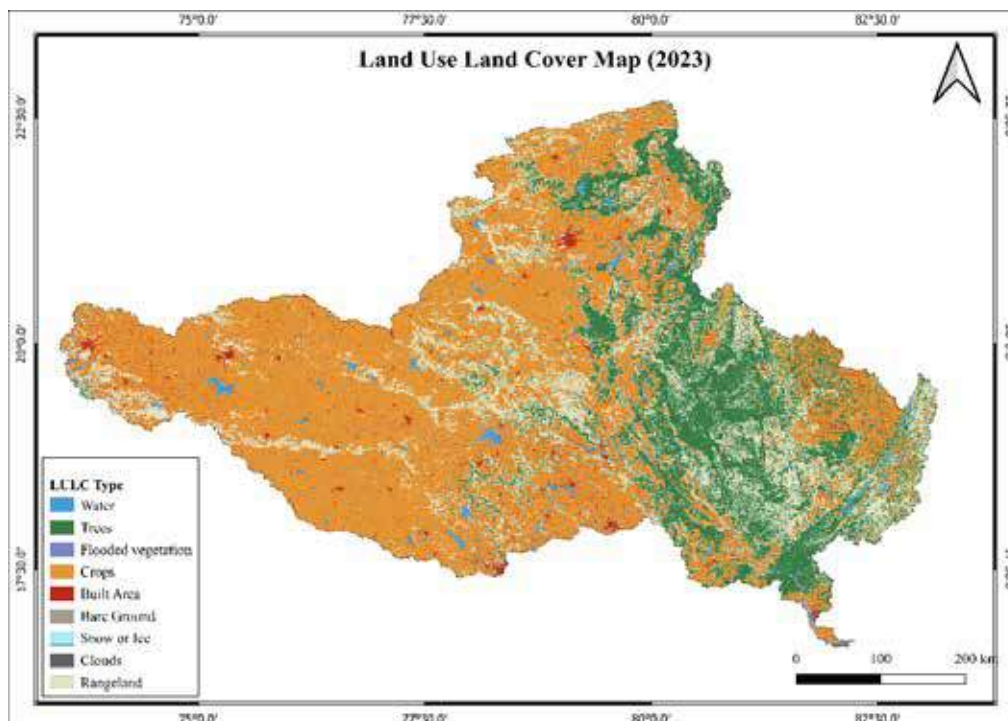 75°0.0' 77°30.0' 80°0.0' 82°30.0'
Land Use Land Cover Map (2023)
22°30.0'
20°0.0'
17°30.0'
LULC Type
Water
Trees
Flooded vegetation
Crops
Built Area
Bare Ground
Snow or Ice
Clouds
Rangeland
0 100 200 km
75°0.0' 77°30.0' 80°0.0' 82°30.0'